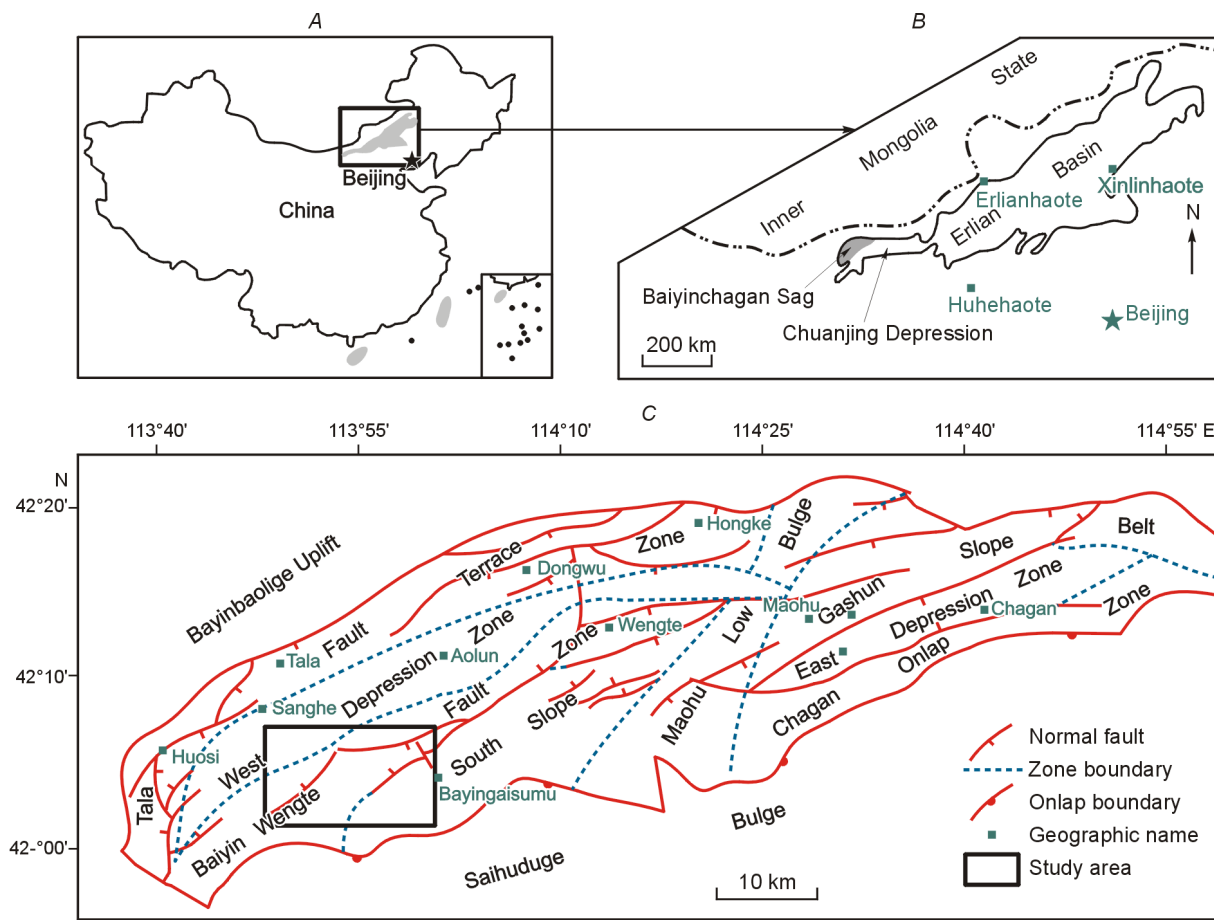 A
Beijing
China
B
State
Mongolia
Inner
Basin
Erlian
Erlianhaote
Xinlinhaote
N
Baiyinchagan Sag
Huhehaote
Chuanjing Depression
Beijing
200 km
C
113°40' 113°55' 114°10' 114°25' 114°40' 114°55' E
N
42°20'
42°10'
42-°00'
Bayinbaolige Uplift
Tala Fault Terrace Zone
Hongke
Dongwu
Tala
Sanghe
Huosi
Aolun
Wengte
Maohu
Chagan
Bayingaisumu
West Depression Zone
Baiyin Wengte Fault Zone
South Slope
Maohu Low Bulge
Gashun Slope Belt
East Depression Zone
Chagan Onlap Zone
Saihuduge Bulge
Normal fault
Zone boundary
Onlap boundary
Geographic name
Study area
10 km